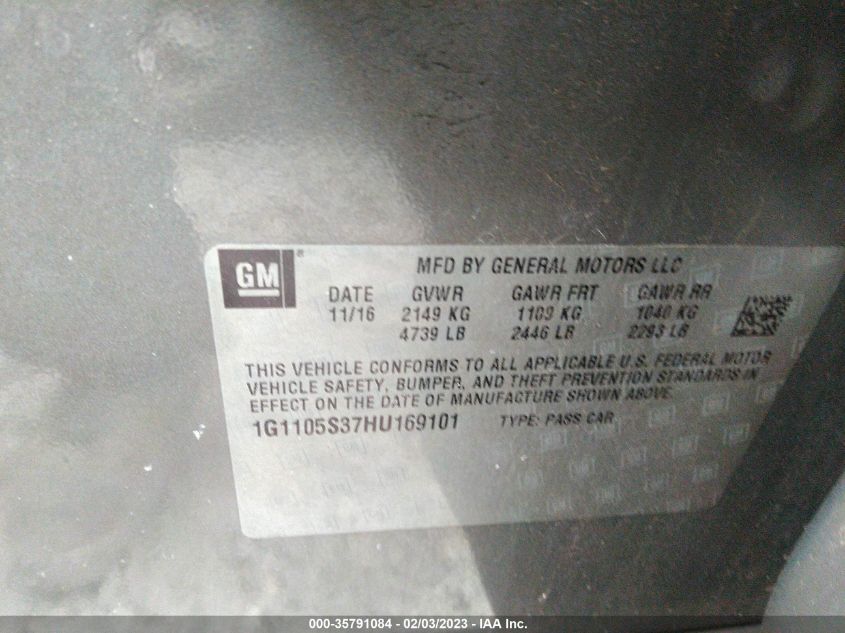 GM®
MFD BY GENERAL MOTORS LLC
DATE GVWR GAWR FRT GAWR RR
11/16 2149 KG 1109 KG 1040 KG
4739 LB 2446 LB 2293 LB
THIS VEHICLE CONFORMS TO ALL APPLICABLE U.S. FEDERAL MOTOR
VEHICLE SAFETY, BUMPER, AND THEFT PREVENTION STANDARDS IN
EFFECT ON THE DATE OF MANUFACTURE SHOWN ABOVE.
1G1105S37HU169101 TYPE: PASS CAR
000-35791084 - 02/03/2023 - IAA Inc.